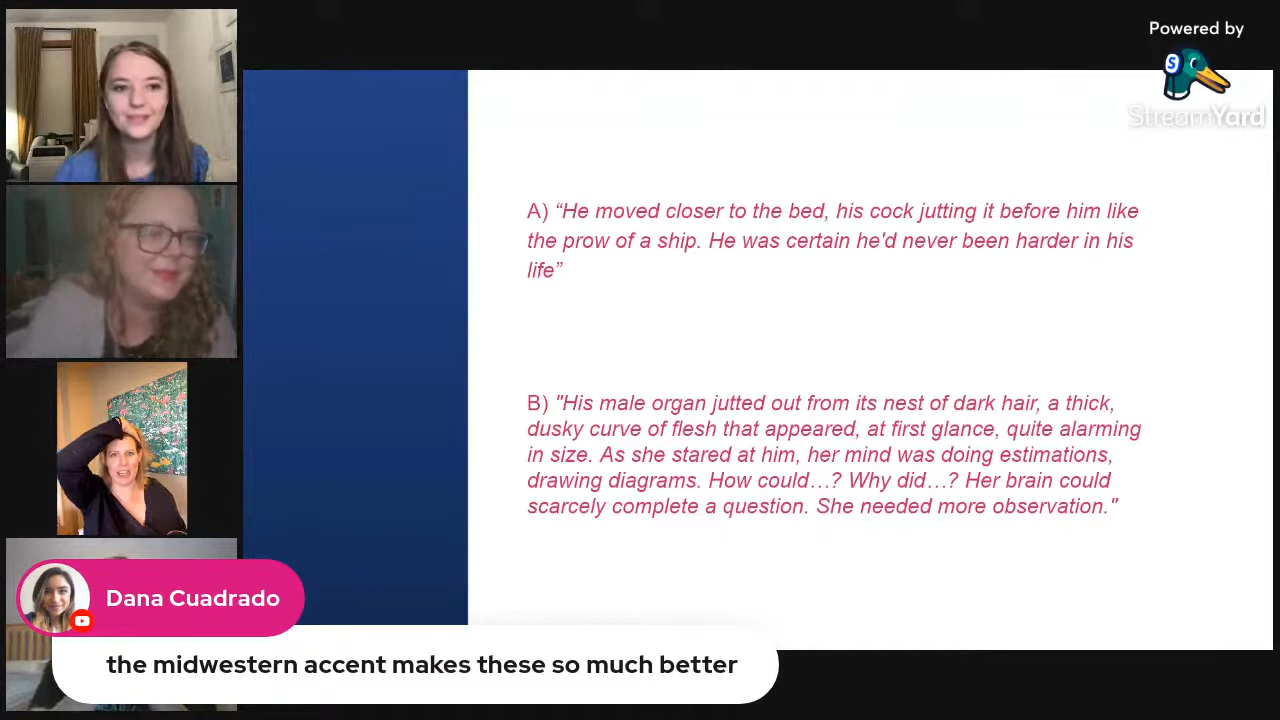 Powered by
StreamYard
A) “He moved closer to the bed, his cock jutting it before him like
the prow of a ship. He was certain he'd never been harder in his
life”
B) "His male organ jutted out from its nest of dark hair, a thick,
dusky curve of flesh that appeared, at first glance, quite alarming
in size. As she stared at him, her mind was doing estimations,
drawing diagrams. How could…? Why did…? Her brain could
scarcely complete a question. She needed more observation."
Dana Cuadrado
the midwestern accent makes these so much better